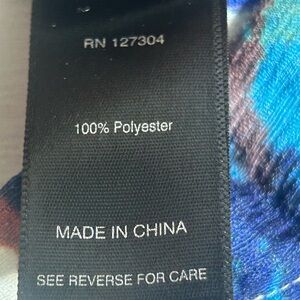 RN 127304
100% Polyester
MADE IN CHINA
SEE REVERSE FOR CARE